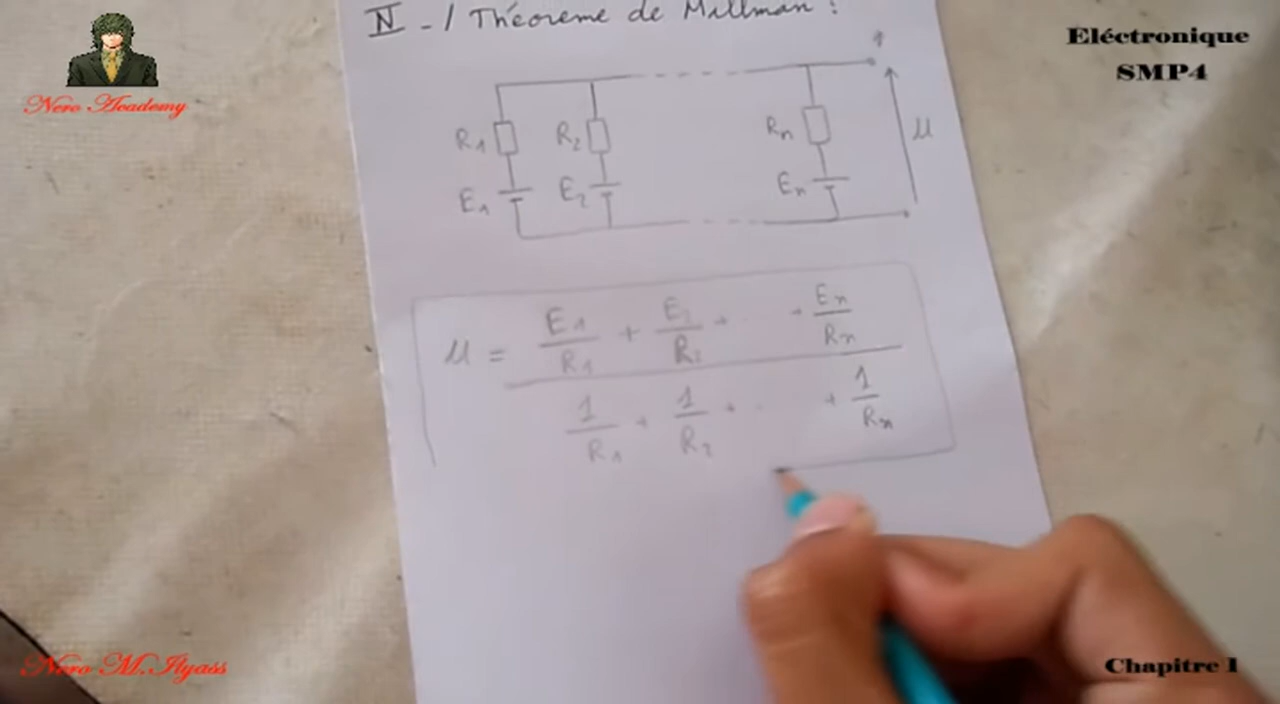 IV - / Théoreme de Millman :
Eléctronique
SMP4
Nero Academy
R1 R2 Rn
E1 E2 En
U
U = E1/R1 + E2/R2 + . . + En/Rn
1/R1 + 1/R2 + . . + 1/Rn
Nero M.Ilyass
Chapitre 1